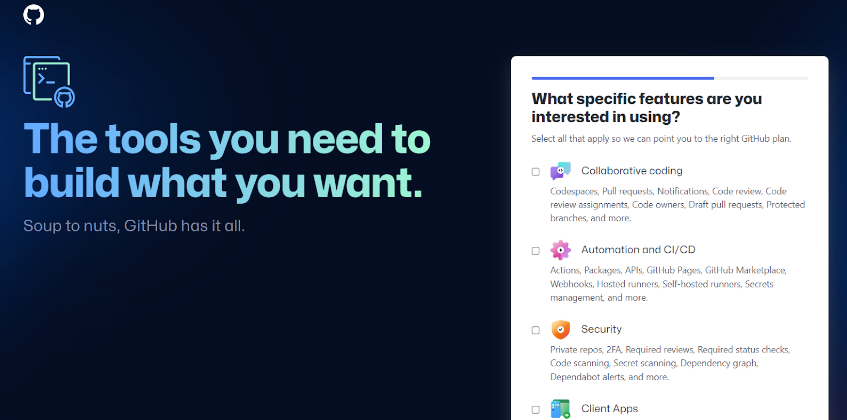 The tools you need to
build what you want.
Soup to nuts, GitHub has it all.
What specific features are you
interested in using?
Select all that apply so we can point you to the right GitHub plan.
Collaborative coding
Codespaces, Pull requests, Notifications, Code review, Code
review assignments, Code owners, Draft pull requests, Protected
branches, and more.
Automation and CI/CD
Actions, Packages, APIs, GitHub Pages, GitHub Marketplace,
Webhooks, Hosted runners, Self-hosted runners, Secrets
management, and more.
Security
Private repos, 2FA, Required reviews, Required status checks,
Code scanning, Secret scanning, Dependency graph,
Dependabot alerts, and more.
Client Apps